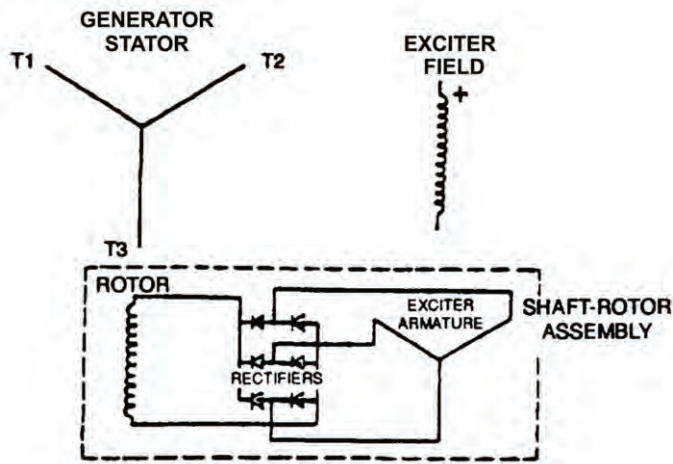 GENERATOR
STATOR
T1
T2
EXCITER
FIELD
+
T3
ROTOR
EXCITER
ARMATURE
SHAFT-ROTOR
ASSEMBLY
RECTIFIERS